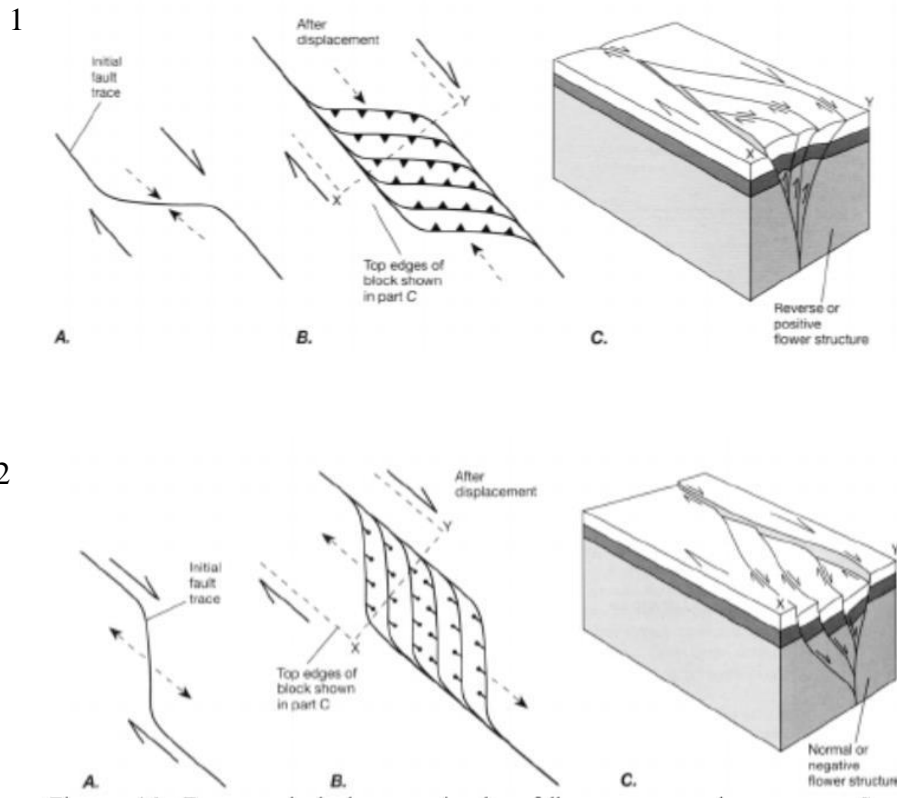 1
Initial
fault
trace
A.
After
displacement
Y
X
Top edges of
block shown
in part C
B.
Y
X
Reverse or
positive
flower structure
C.
2
Initial
fault
trace
A.
After
displacement
Y
X
Top edges of
block shown
in part C
B.
Y
X
Normal or
negative
flower structure
C.